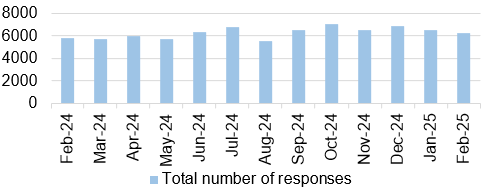 8000
6000
4000
2000
0
Feb-24 Mar-24 Apr-24 May-24 Jun-24 Jul-24 Aug-24 Sep-24 Oct-24 Nov-24 Dec-24 Jan-25 Feb-25
Total number of responses